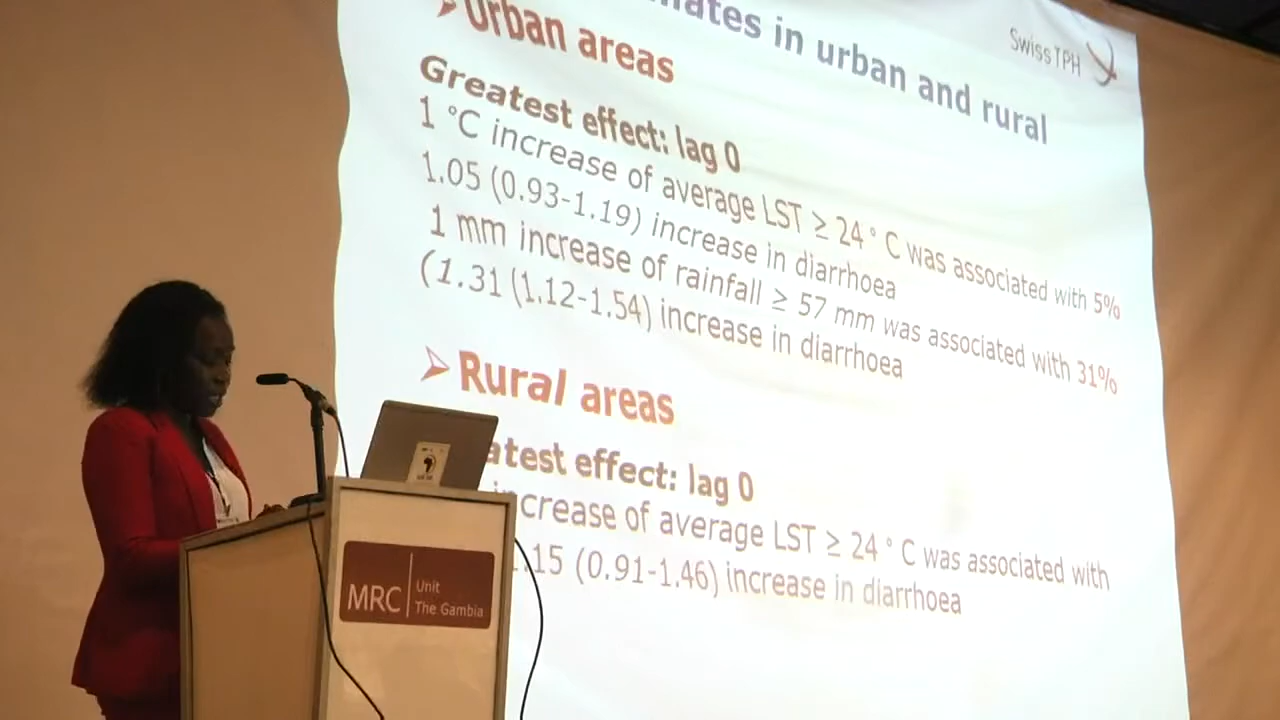 in urban and rural
Swiss TPH
➢Urban areas
Greatest effect: lag 0
1 °C increase of average LST ≥ 24 ° C was associated with 5%
1.05 (0.93-1.19) increase in diarrhoea
1 mm increase of rainfall ≥ 57 mm was associated with 31%
(1.31 (1.12-1.54) increase in diarrhoea
➢Rural areas
atest effect: lag 0
increase of average LST ≥ 24 ° C was associated with
.15 (0.91-1.46) increase in diarrhoea
MRC Unit
The Gambia